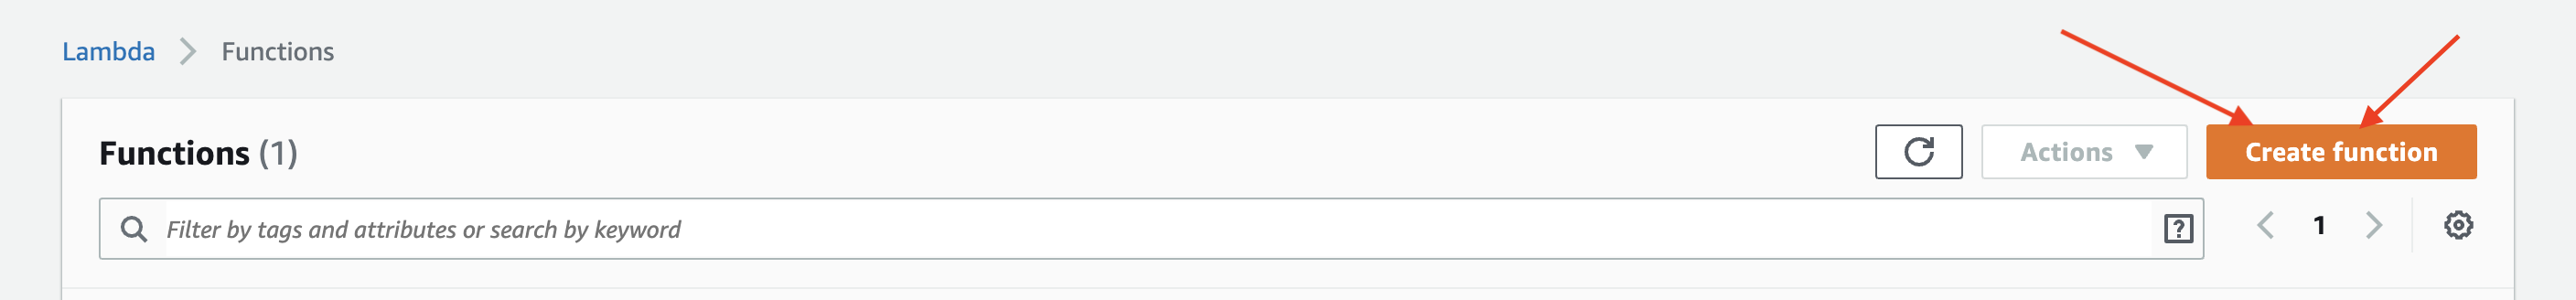 Lambda > Functions
Functions (1)
Actions
Create function
Filter by tags and attributes or search by keyword
?
1